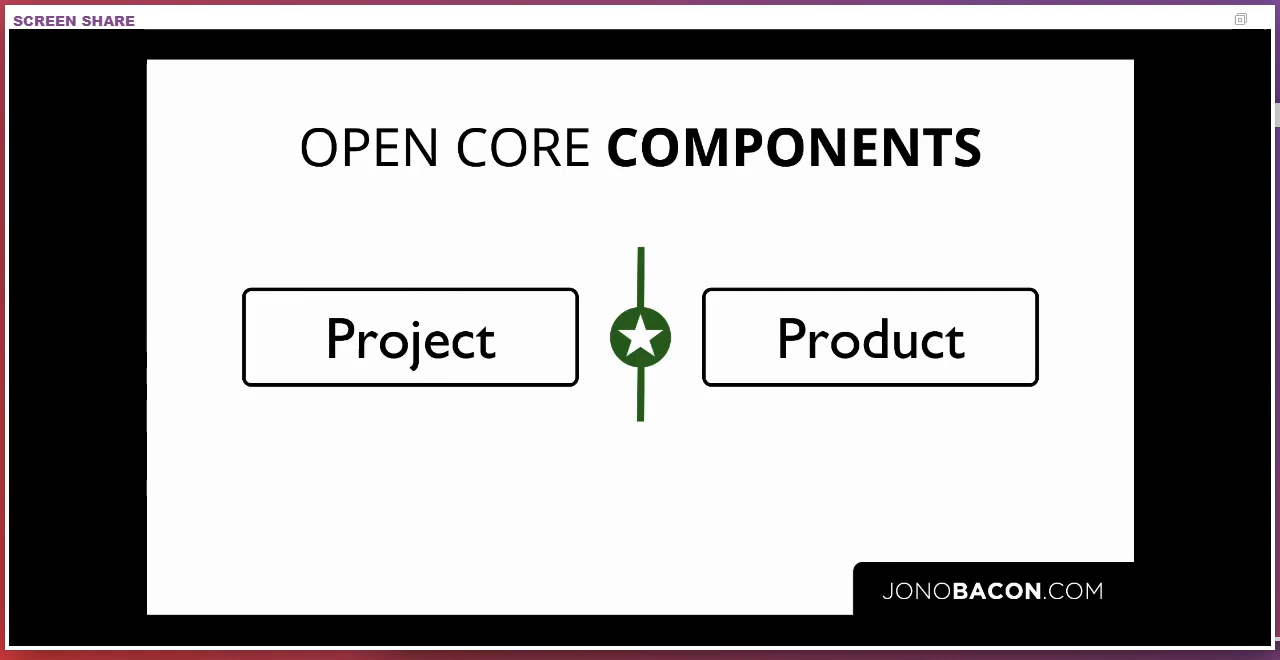 SCREEN SHARE
OPEN CORE COMPONENTS
Project
Product
JONOBACON.COM